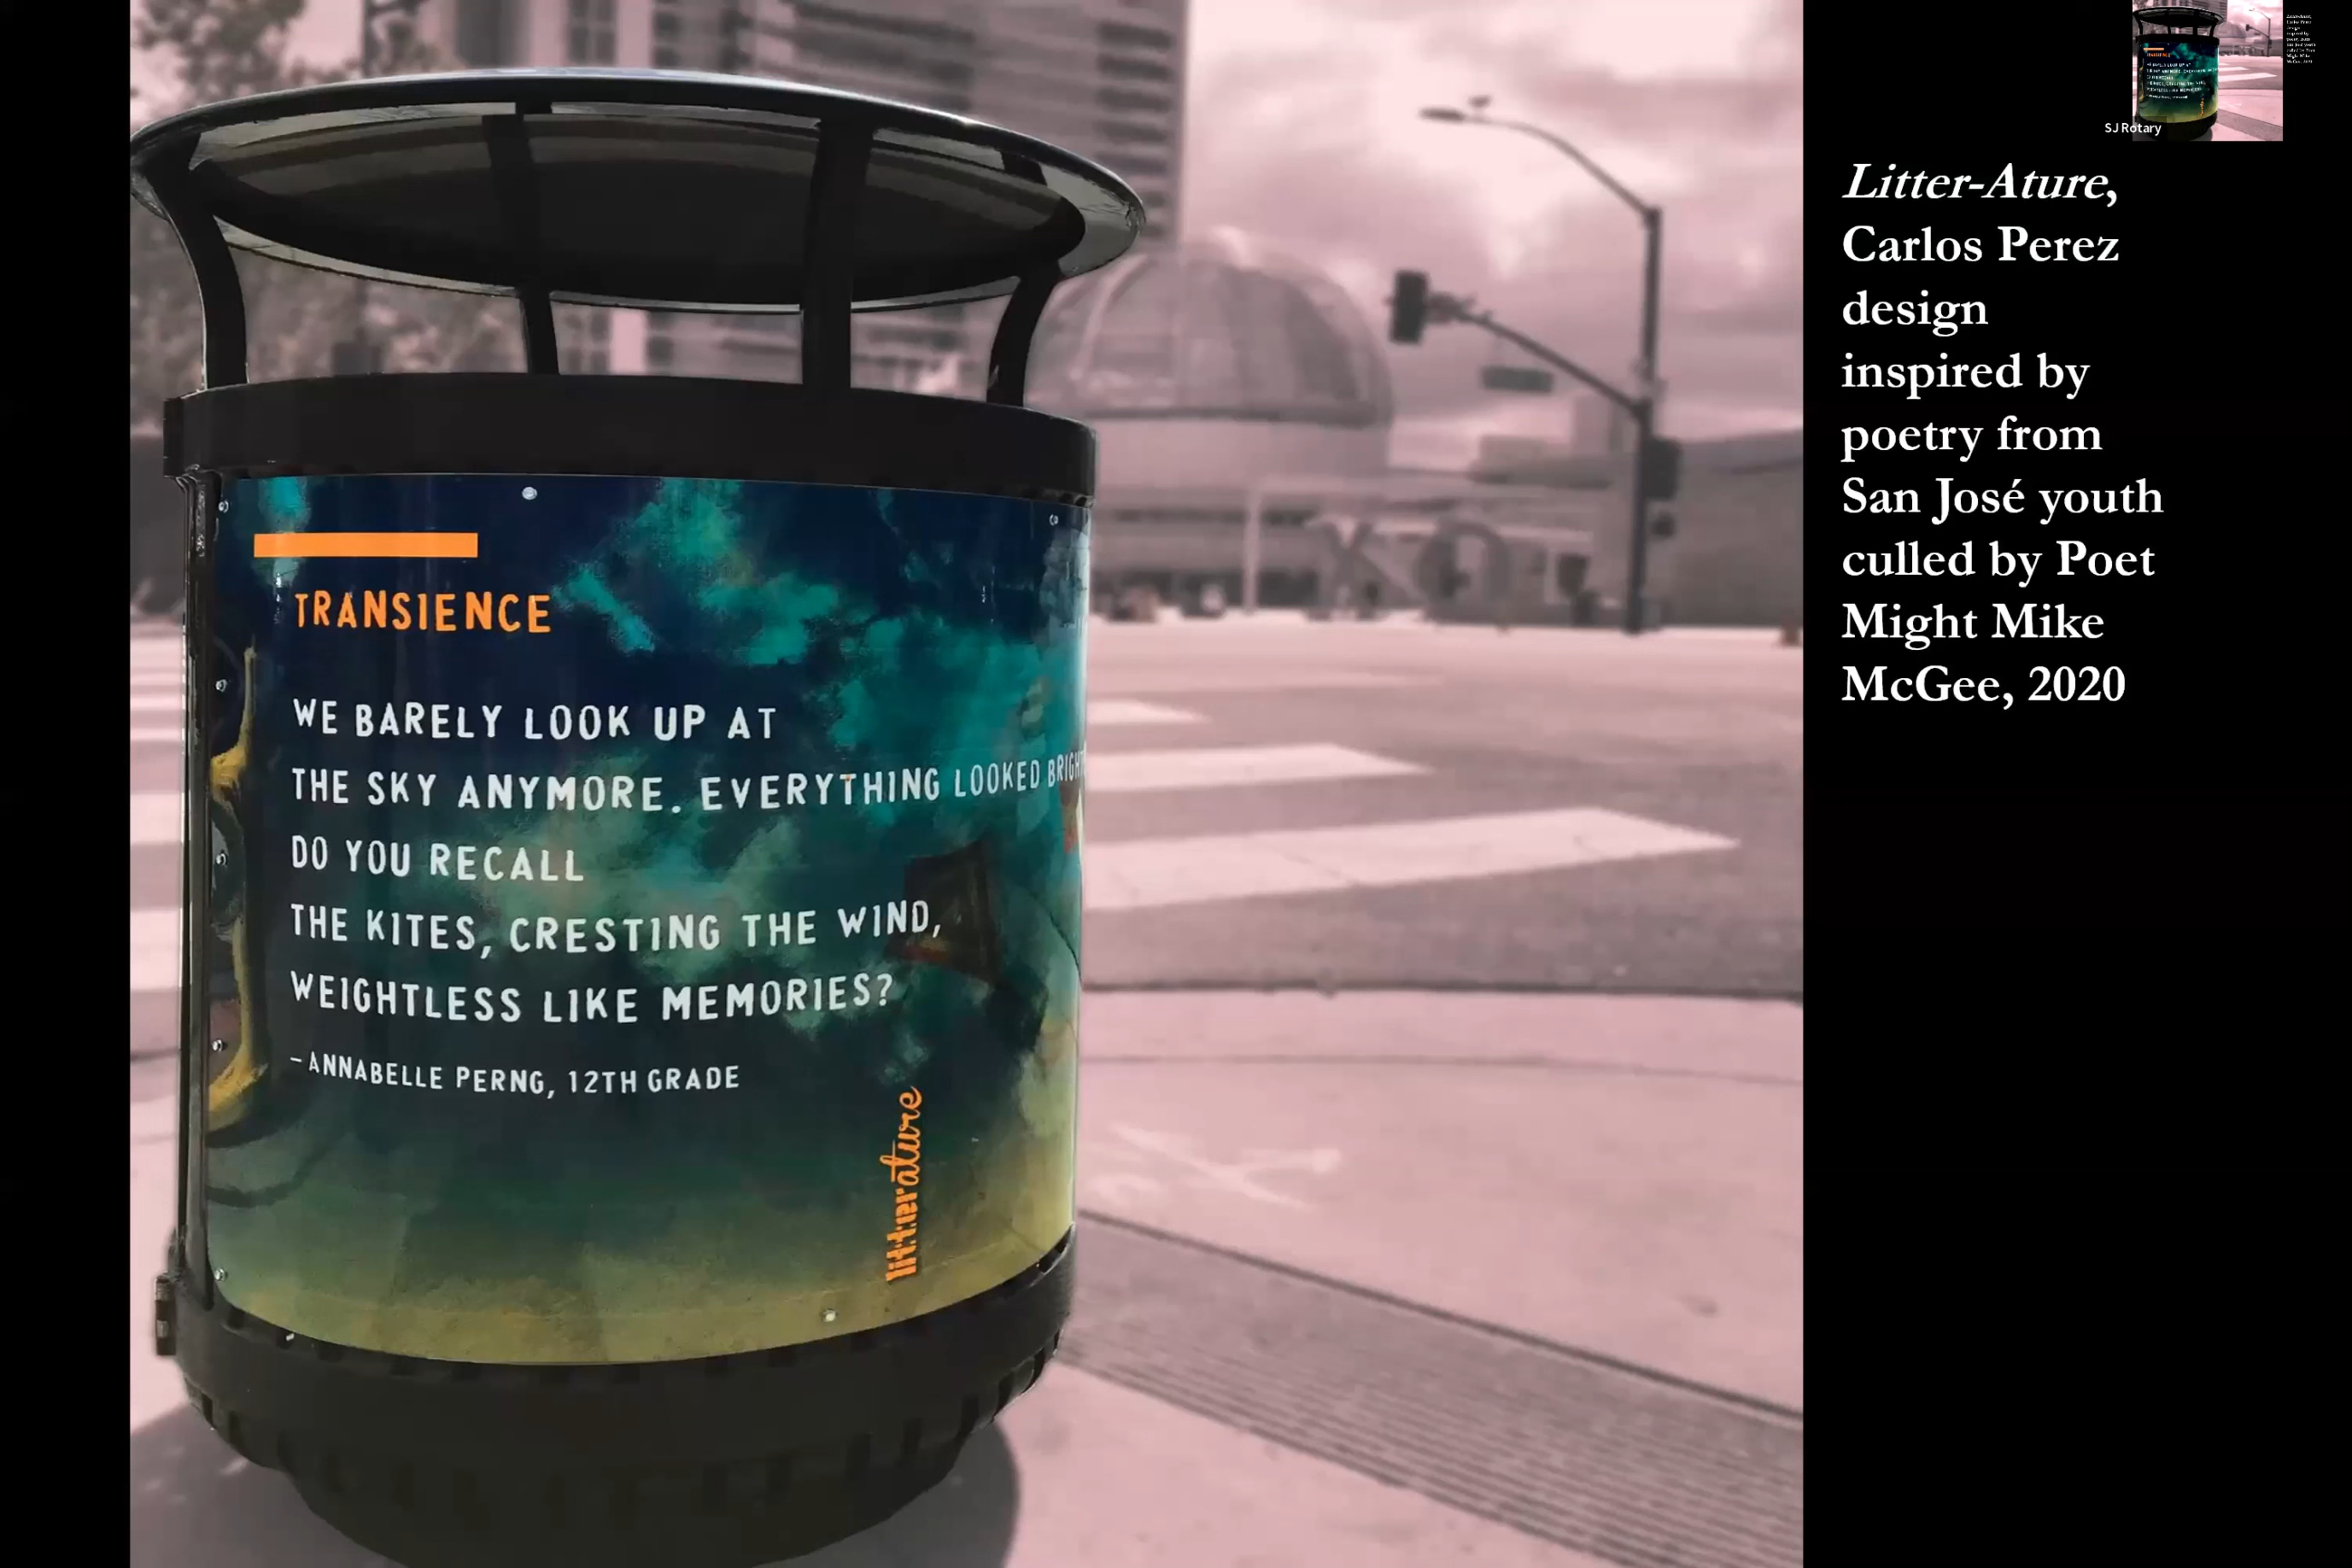 TRANSIENCE
WE BARELY LOOK UP AT
THE SKY ANYMORE. EVERYTHING LOOKED
DO YOU RECALL
THE KITES, CRESTING THE WIND,
WEIGHTLESS LIKE MEMORIES?
– ANNABELLE PERNG, 12TH GRADE
litterature
SJ Rotary
Litter-Ature,
Carlos Perez
design
inspired by
poetry from
San José youth
culled by Poet
Might Mike
McGee, 2020